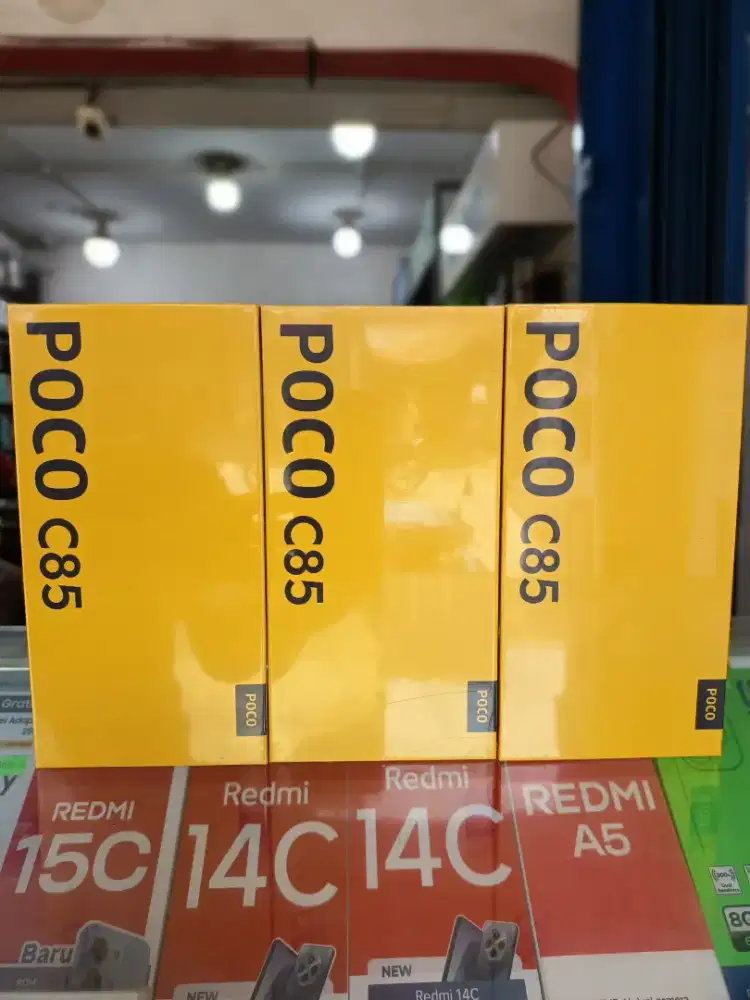 POCO C85
POCO
POCO C85
POCO
POCO C85
POCO
Grati
REDMI
15C
Baru
Redmi
14C
NEW
Redmi
14C
NEW
Redmi 14C
REDMI
A5